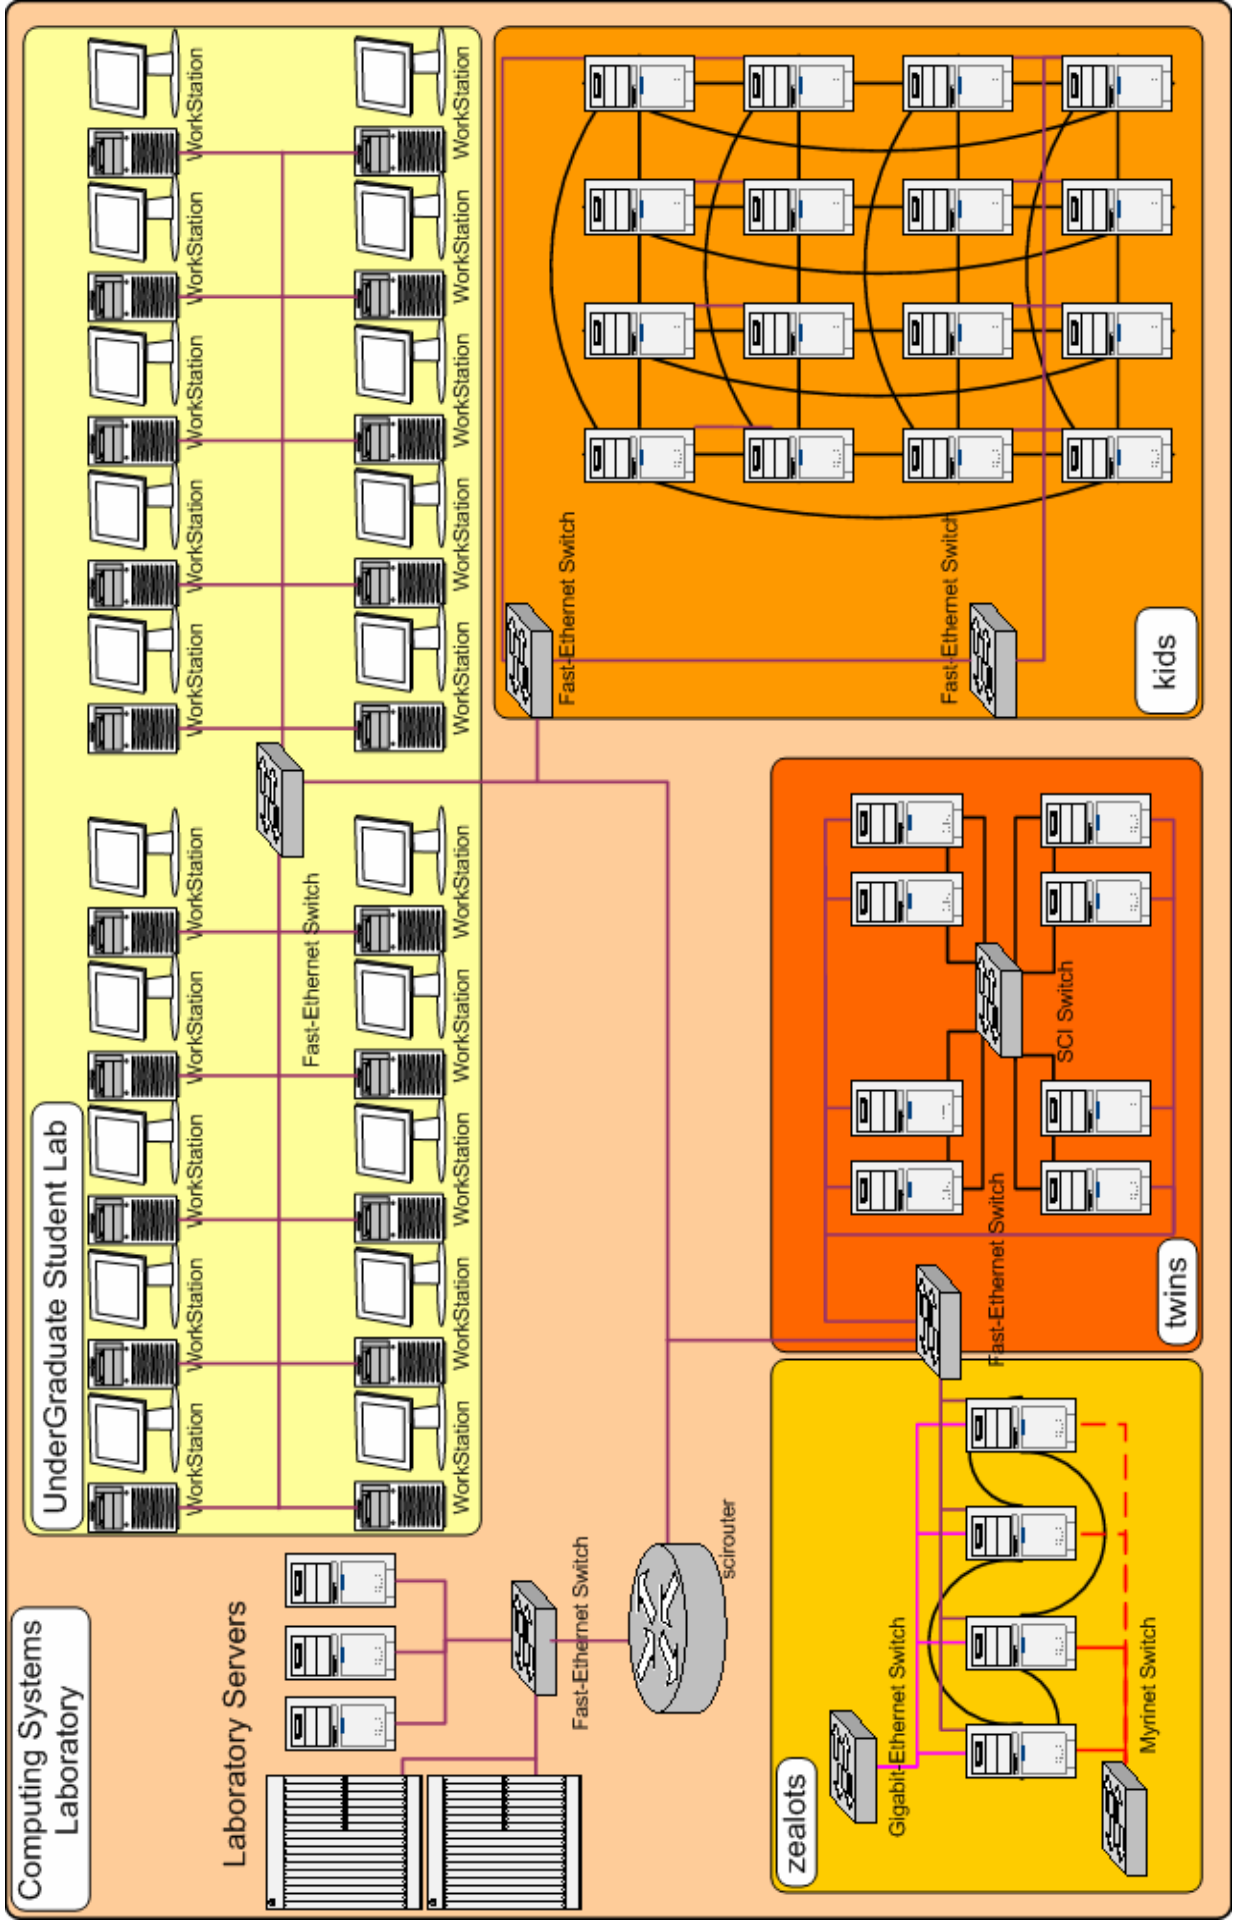 Computing Systems
Laboratory
UnderGraduate Student Lab
WorkStation
WorkStation
WorkStation
WorkStation
WorkStation
WorkStation
WorkStation
WorkStation
WorkStation
WorkStation
Laboratory Servers
Fast-Ethernet Switch
WorkStation
WorkStation
WorkStation
WorkStation
WorkStation
WorkStation
WorkStation
WorkStation
WorkStation
WorkStation
Fast-Ethernet Switch
Fast-Ethernet Switch
scirouter
zealots
Gigabit-Ethernet Switch
Myrinet Switch
Fast-Ethernet Switch
SCI Switch
twins
Fast-Ethernet Switch
kids